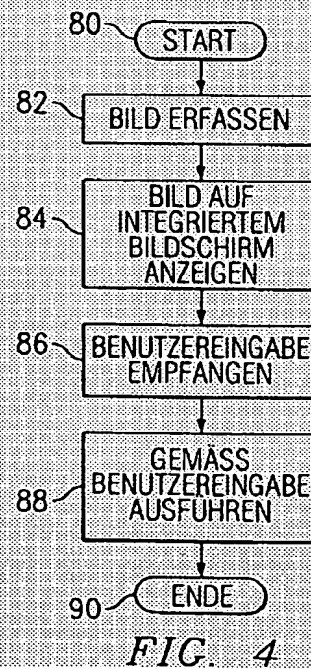 80 START
82 BILD ERFASSEN
BILD AUF
84 INTEGRIERTEM
BILDSCHIRM
ANZEIGEN
86 BENUTZEREINGABE
EMPFANGEN
GEMÄSS
88 BENUTZEREINGABE
AUSFÜHREN
90 ENDE
FIG. 4